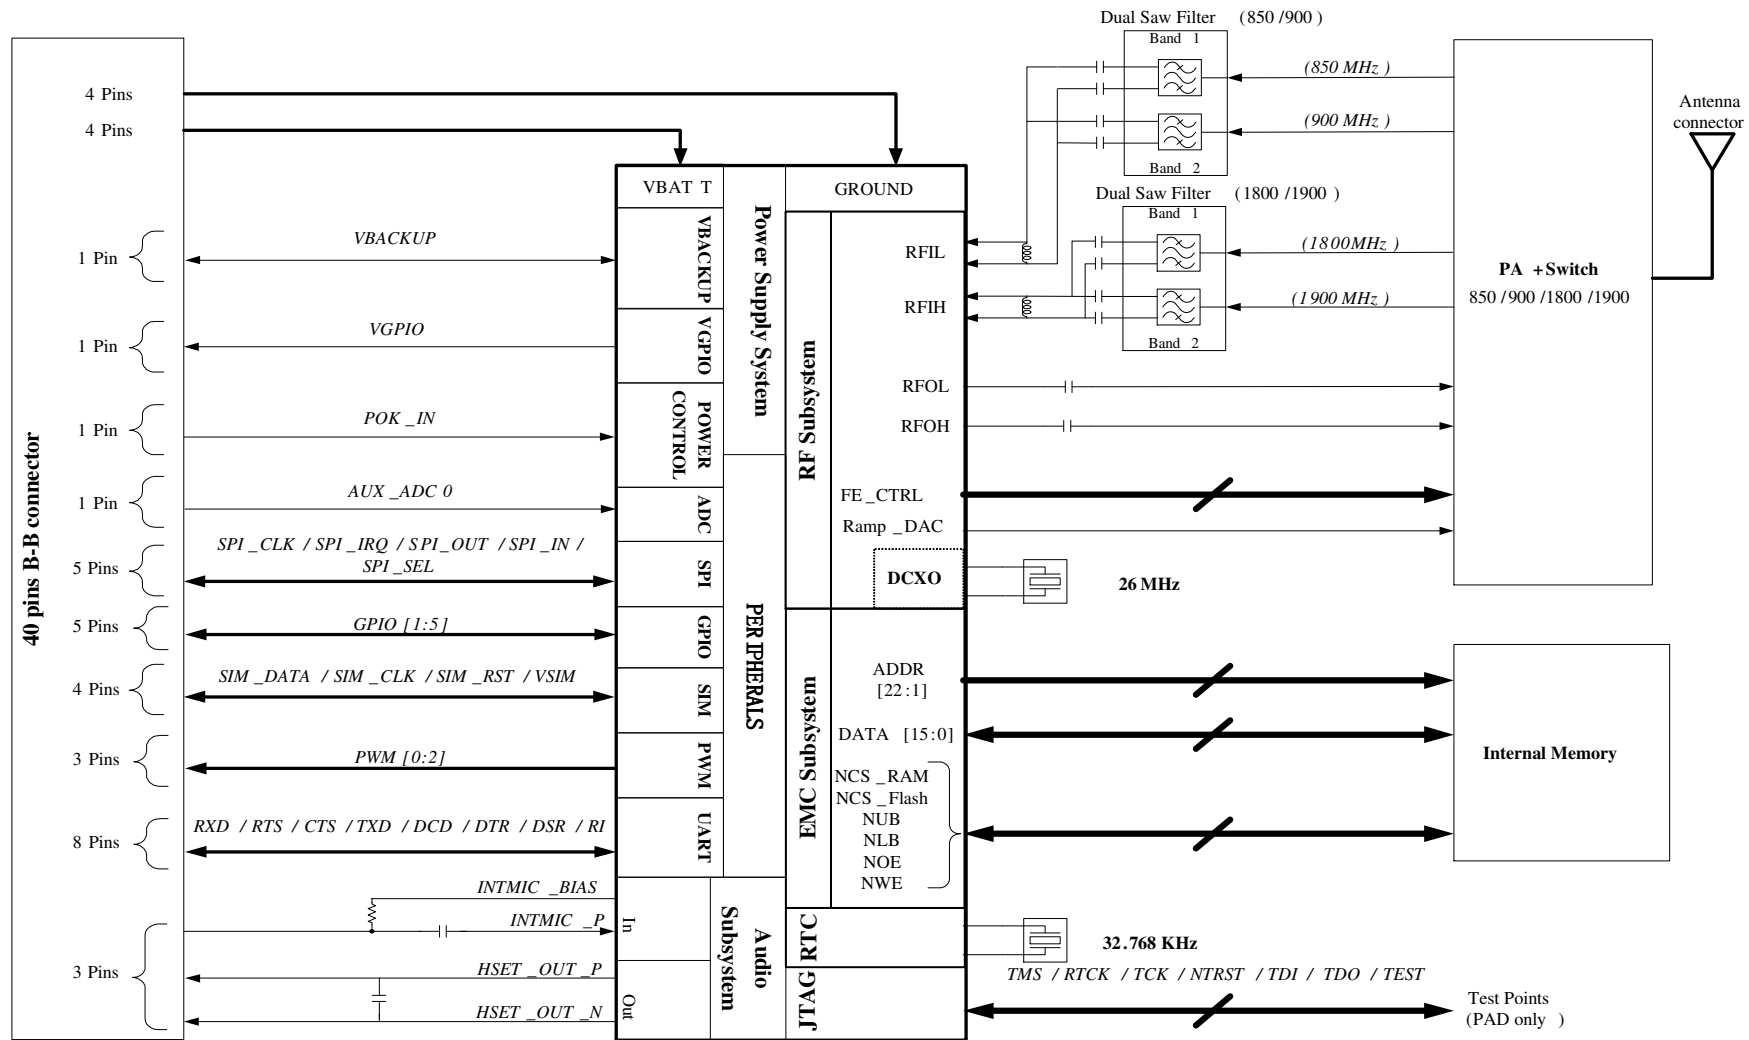 40 pins B-B connector
4 Pins
4 Pins
1 Pin
VBACKUP
1 Pin
VGPIO
1 Pin
POK _IN
1 Pin
AUX _ADC 0
5 Pins
SPI _CLK / SPI _IRQ / SPI_OUT / SPI _IN /
SPI _SEL
5 Pins
GPIO [1:5]
4 Pins
SIM _DATA / SIM _CLK / SIM _RST / VSIM
3 Pins
PWM [0:2]
8 Pins
RXD / RTS / CTS / TXD / DCD / DTR / DSR / RI
3 Pins
INTMIC _BIAS
INTMIC _P
HSET _OUT _P
HSET _OUT _N
VBAT T
VBACKUP
VGPIO
POWER
CONTROL
ADC
SPI
GPIO
SIM
PWM
UART
In
Out
Power Supply System
PERIPHERALS
Audio
Subsystem
GROUND
RF Subsystem
RFIL
RFIH
RFOL
RFOH
FE _CTRL
Ramp _DAC
DCXO
26 MHz
EMC Subsystem
ADDR
[22:1]
DATA [15:0]
NCS _RAM
NCS _Flash
NUB
NLB
NOE
NWE
RTC
32.768 KHz
JTAG
TMS / RTCK / TCK / NTRST / TDI / TDO / TEST
Test Points
(PAD only )
Dual Saw Filter (850 /900 )
Band 1
(850 MHz )
(900 MHz )
Band 2
Dual Saw Filter (1800 /1900 )
Band 1
(1800MHz )
(1900 MHz )
Band 2
PA +Switch
850 /900 /1800 /1900
Antenna
connector
Internal Memory